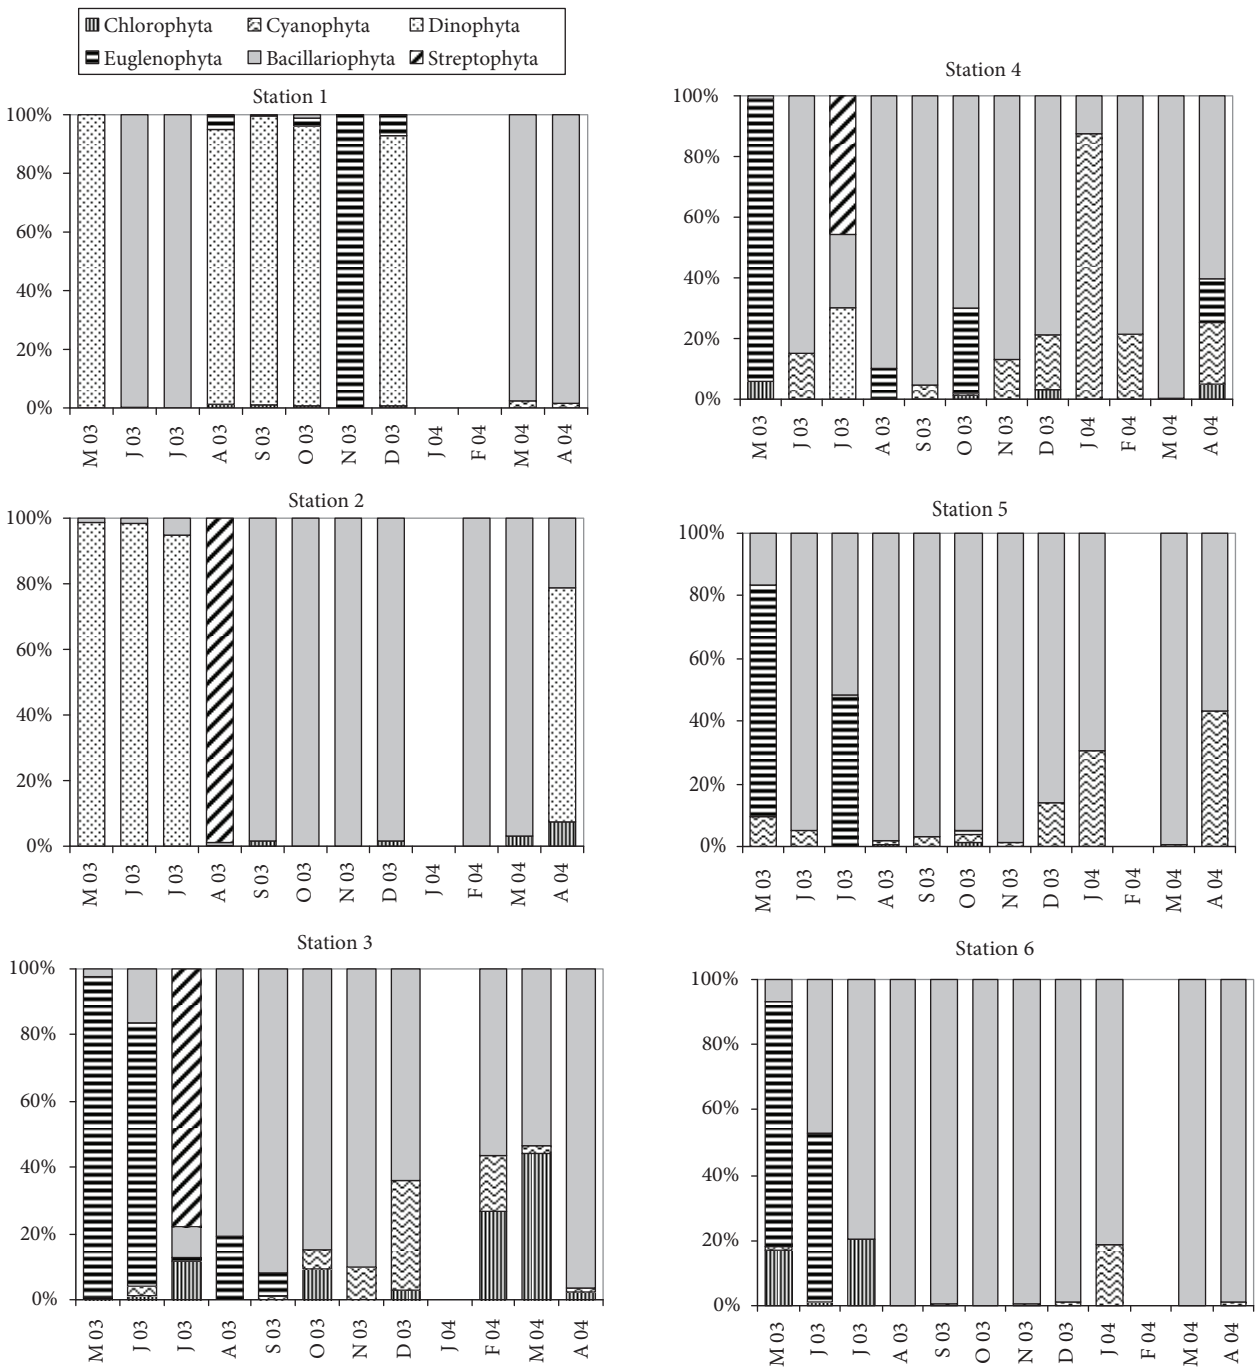 Chlorophyta Cyanophyta Dinophyta
Euglenophyta Bacillariophyta Streptophyta
Station 1
100%
80%
60%
40%
20%
0%
M 03 J 03 J 03 A 03 S 03 O 03 N 03 D 03 J 04 F 04 M 04 A 04
Station 2
100%
80%
60%
40%
20%
0%
M 03 J 03 J 03 A 03 S 03 O 03 N 03 D 03 J 04 F 04 M 04 A 04
Station 3
100%
80%
60%
40%
20%
0%
M 03 J 03 J 03 A 03 S 03 O 03 N 03 D 03 J 04 F 04 M 04 A 04
Station 4
100%
80%
60%
40%
20%
0%
M 03 J 03 J 03 A 03 S 03 O 03 N 03 D 03 J 04 F 04 M 04 A 04
Station 5
100%
80%
60%
40%
20%
0%
M 03 J 03 J 03 A 03 S 03 O 03 N 03 D 03 J 04 F 04 M 04 A 04
Station 6
100%
80%
60%
40%
20%
0%
M 03 J 03 J 03 A 03 S 03 O 03 N 03 D 03 J 04 F 04 M 04 A 04